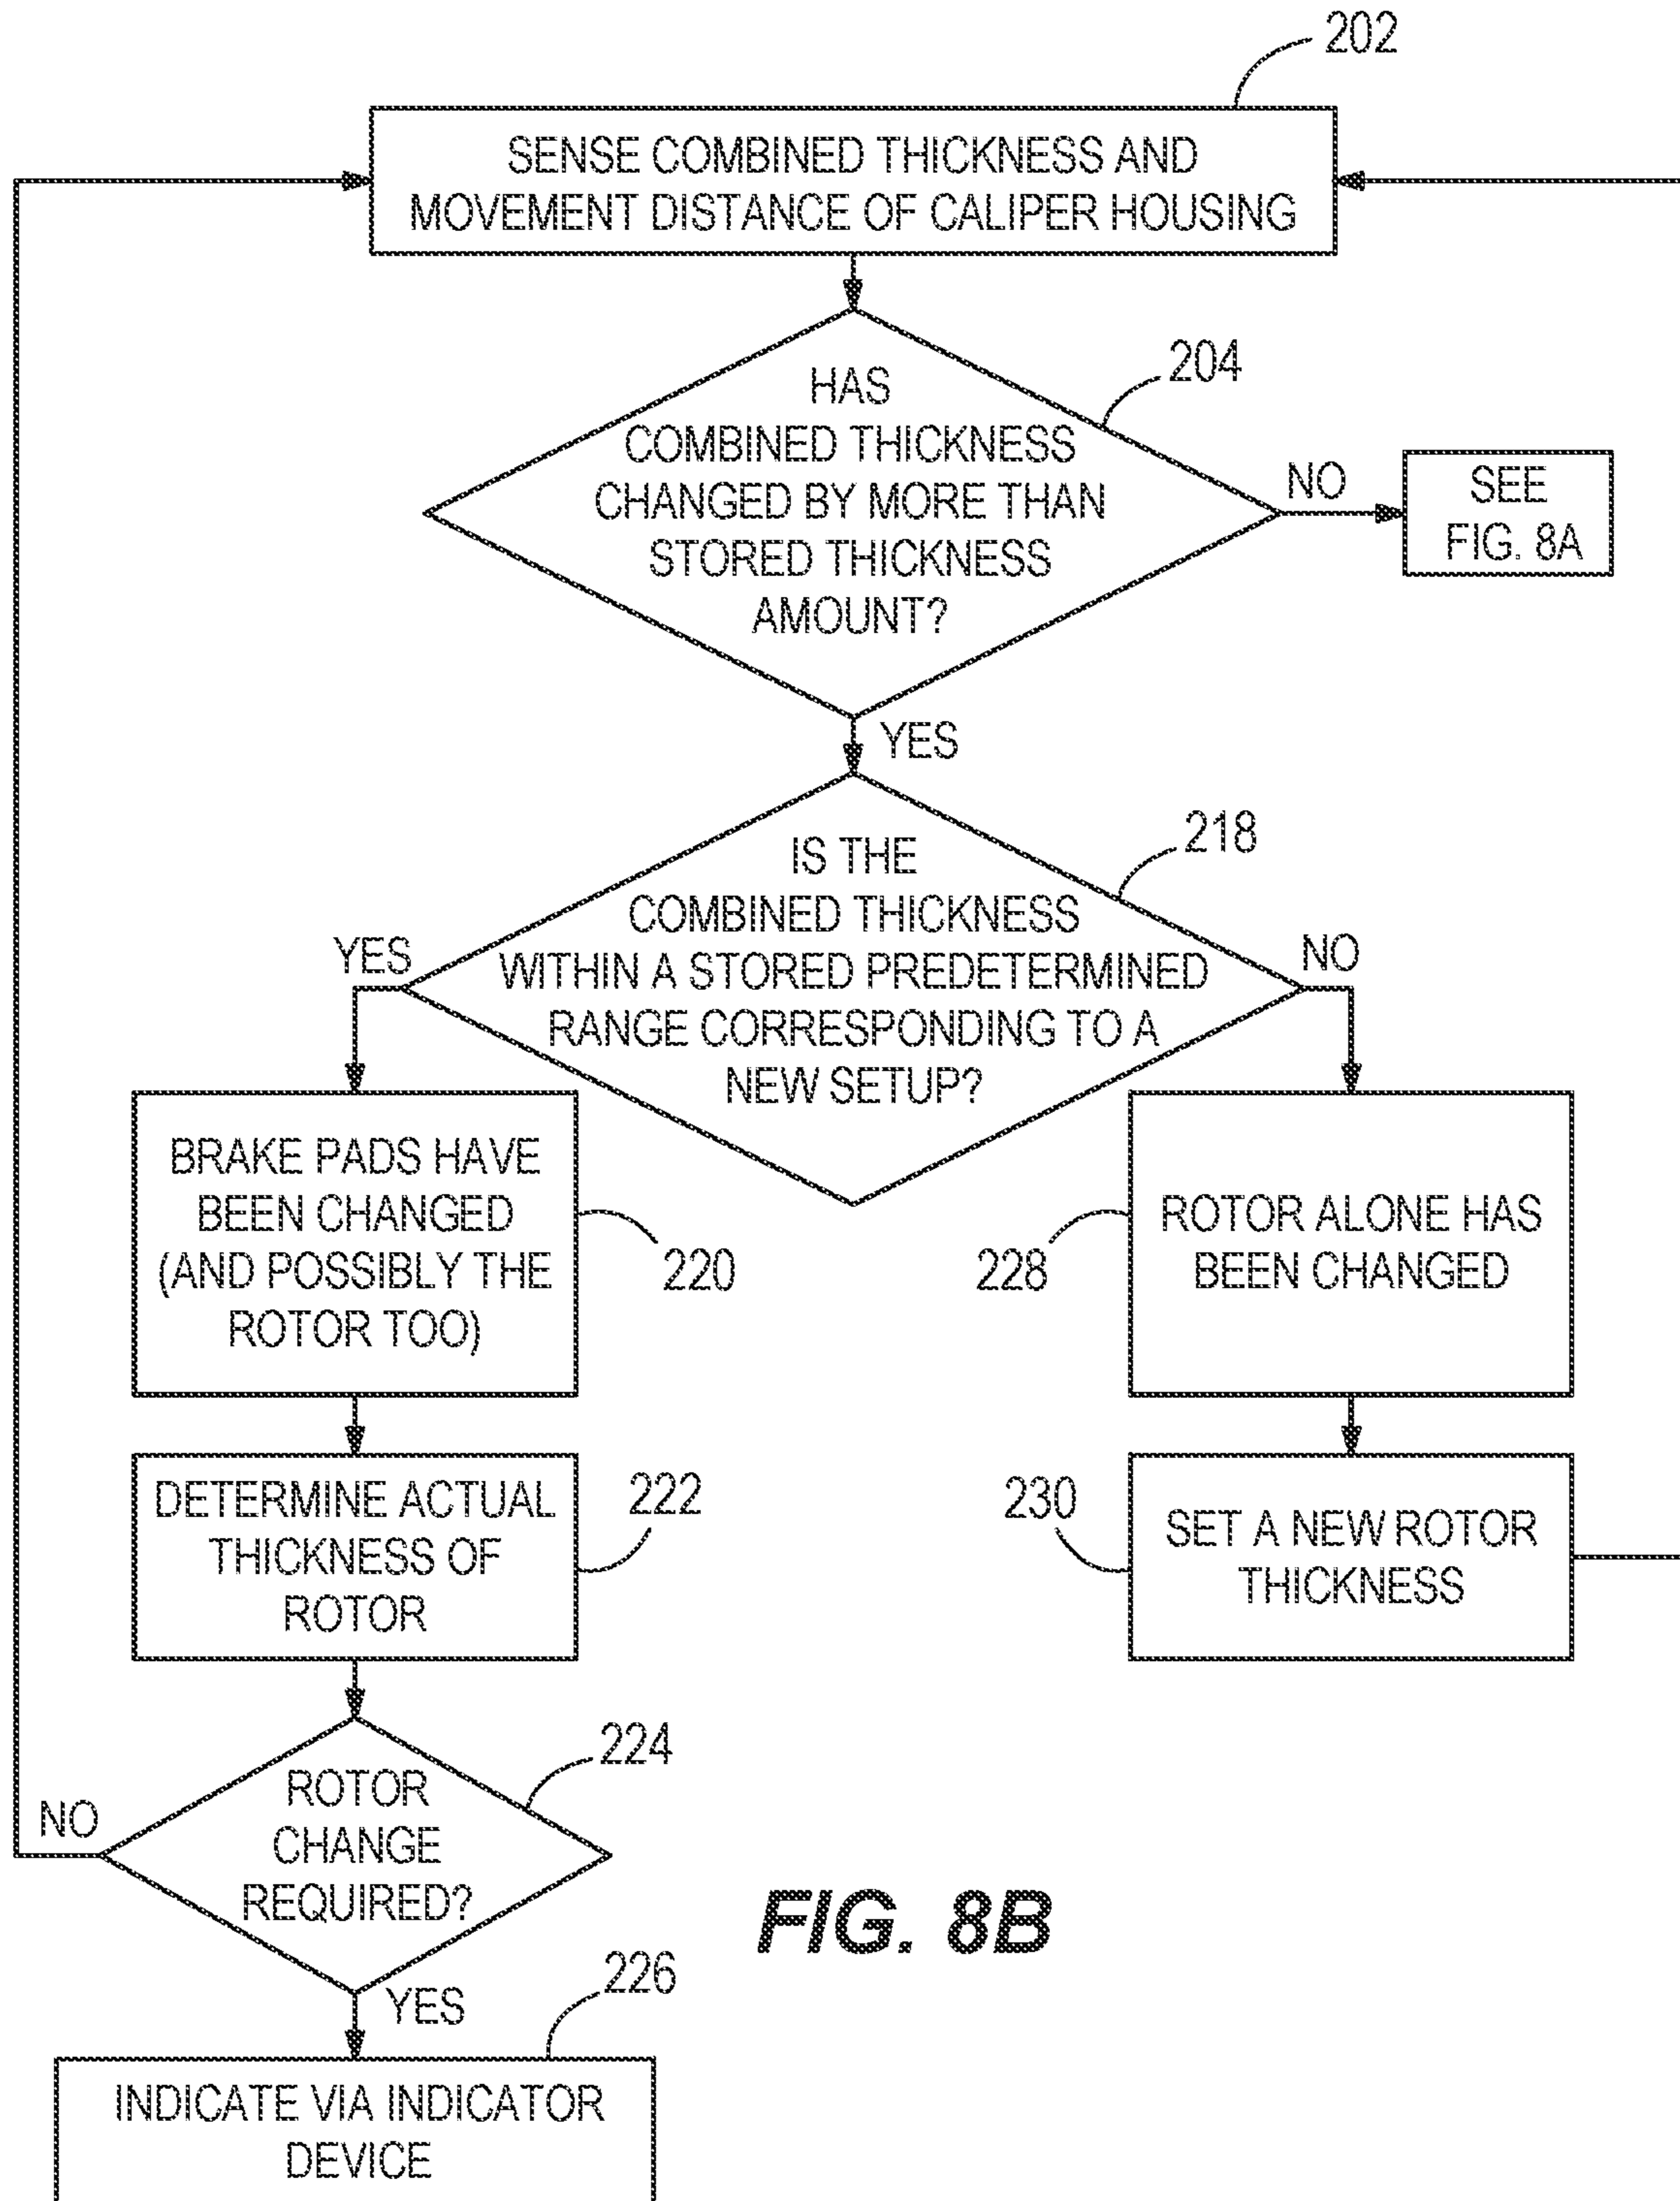 202
SENSE COMBINED THICKNESS AND
MOVEMENT DISTANCE OF CALIPER HOUSING
204
HAS
COMBINED THICKNESS
CHANGED BY MORE THAN
STORED THICKNESS
AMOUNT?
NO
SEE
FIG. 8A
YES
218
IS THE
COMBINED THICKNESS
WITHIN A STORED PREDETERMINED
RANGE CORRESPONDING TO A
NEW SETUP?
YES
NO
BRAKE PADS HAVE
BEEN CHANGED
(AND POSSIBLY THE
ROTOR TOO)
220
228
ROTOR ALONE HAS
BEEN CHANGED
DETERMINE ACTUAL
THICKNESS OF
ROTOR
222
230
SET A NEW ROTOR
THICKNESS
224
ROTOR
CHANGE
REQUIRED?
NO
YES
FIG. 8B
226
INDICATE VIA INDICATOR
DEVICE